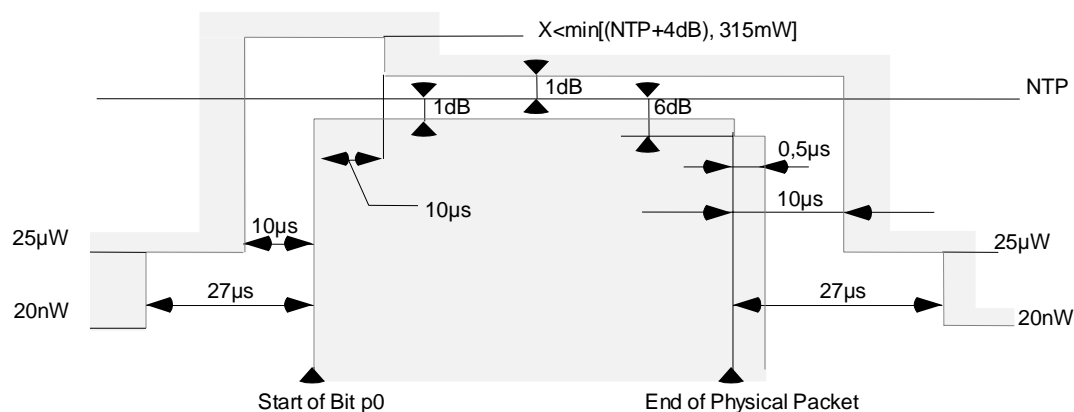 X<min[(NTP+4dB), 315mW]
NTP
1dB
1dB
6dB
0,5µs
10µs
10µs
10µs
25µW
25µW
27µs
27µs
20nW
20nW
Start of Bit p0
End of Physical Packet